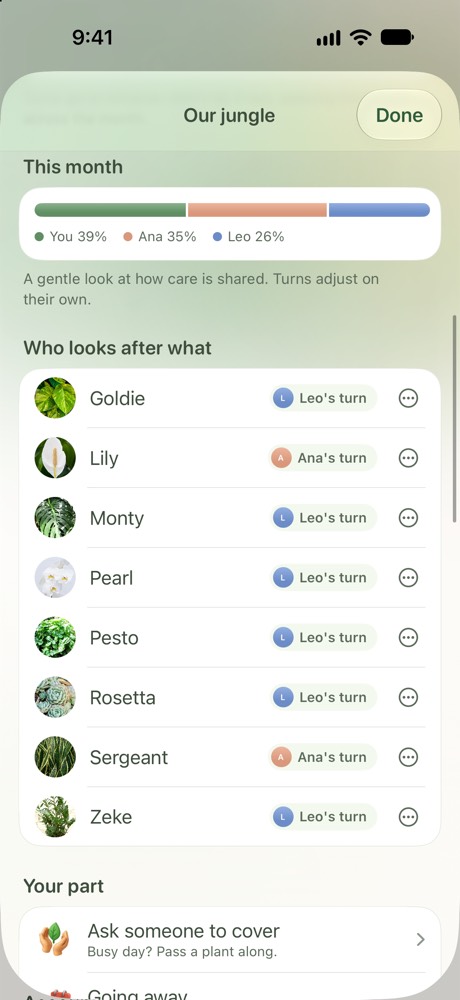 9:41
Our jungle
Done
This month
You 39%
Ana 35%
Leo 26%
A gentle look at how care is shared. Turns adjust on
their own.
Who looks after what
Goldie
L
Leo's turn
Lily
A
Ana's turn
Monty
L
Leo's turn
Pearl
L
Leo's turn
Pesto
L
Leo's turn
Rosetta
L
Leo's turn
Sergeant
A
Ana's turn
Zeke
L
Leo's turn
Your part
Ask someone to cover
Busy day? Pass a plant along.
Going away